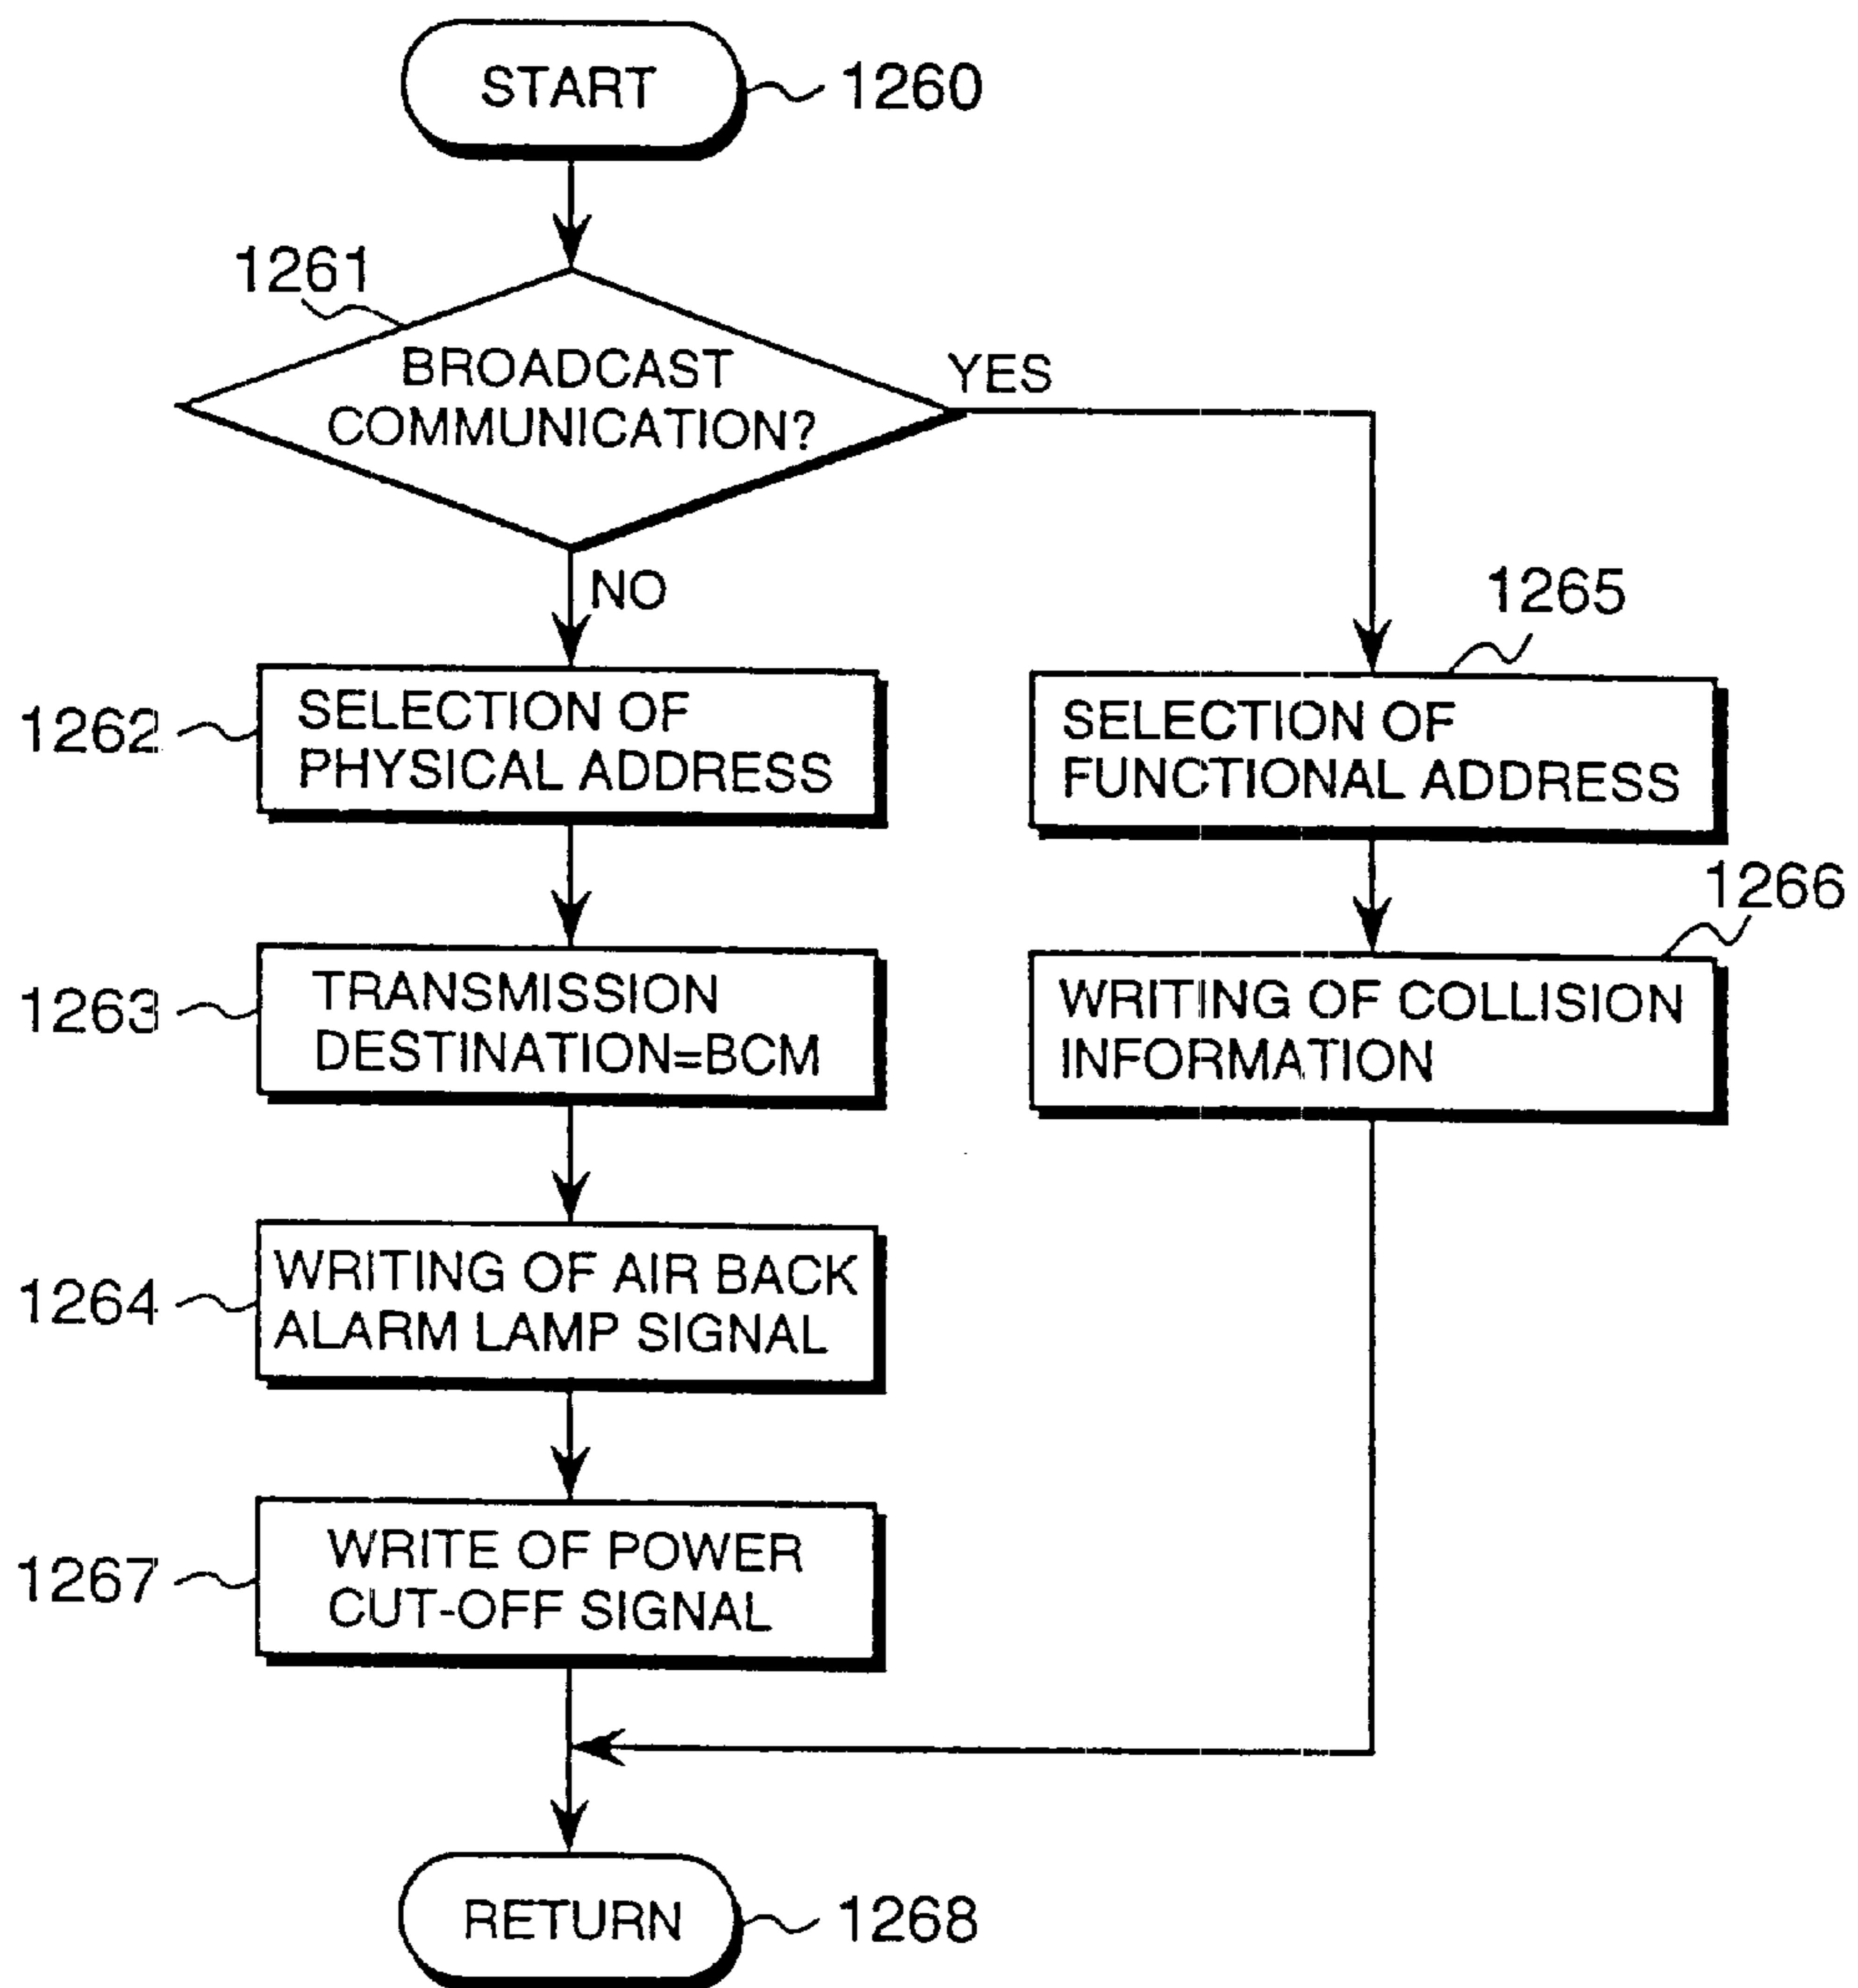 START
1260
1261
BROADCAST
COMMUNICATION?
YES
NO
1265
1262
SELECTION OF
PHYSICAL ADDRESS
SELECTION OF
FUNCTIONAL ADDRESS
1266
1263
TRANSMISSION
DESTINATION=BCM
WRITING OF COLLISION
INFORMATION
1264
WRITING OF AIR BACK
ALARM LAMP SIGNAL
1267
WRITE OF POWER
CUT-OFF SIGNAL
RETURN
1268